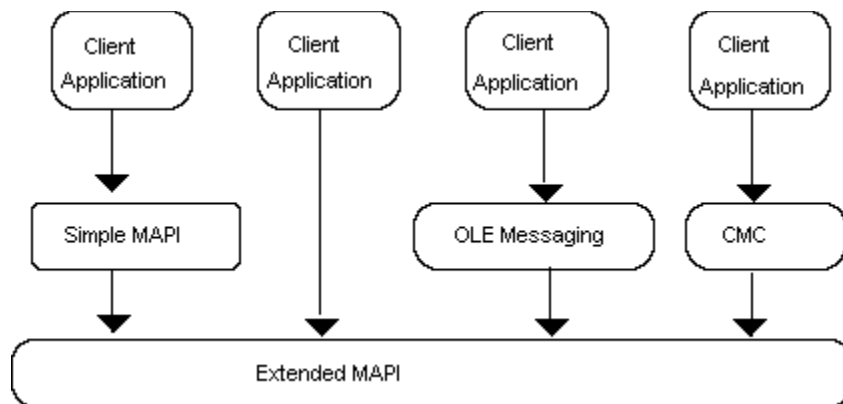 Client
Application
Client
Application
Client
Application
Client
Application
Simple MAPI
OLE Messaging
CMC
Extended MAPI